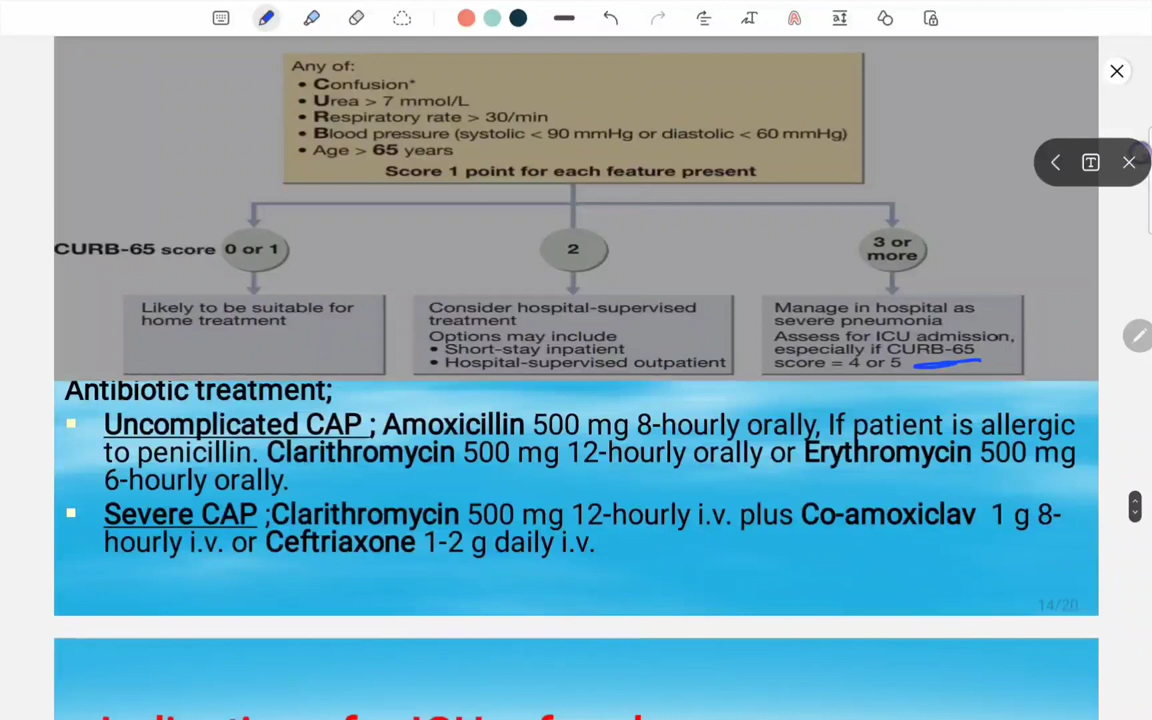 Any of:
• Confusion*
• Urea > 7 mmol/L
• Respiratory rate > 30/min
• Blood pressure (systolic < 90 mmHg or diastolic < 60 mmHg)
• Age > 65 years
Score 1 point for each feature present
CURB-65 score 0 or 1
2
3 or
more
Likely to be suitable for
home treatment
Consider hospital-supervised
treatment
Options may include
• Short-stay inpatient
• Hospital-supervised outpatient
Manage in hospital as
severe pneumonia
Assess for ICU admission,
especially if CURB-65
score = 4 or 5
Antibiotic treatment;
Uncomplicated CAP ; Amoxicillin 500 mg 8-hourly orally, If patient is allergic
to penicillin. Clarithromycin 500 mg 12-hourly orally or Erythromycin 500 mg
6-hourly orally.
Severe CAP ;Clarithromycin 500 mg 12-hourly i.v. plus Co-amoxiclav 1 g 8-
hourly i.v. or Ceftriaxone 1-2 g daily i.v.
14/20